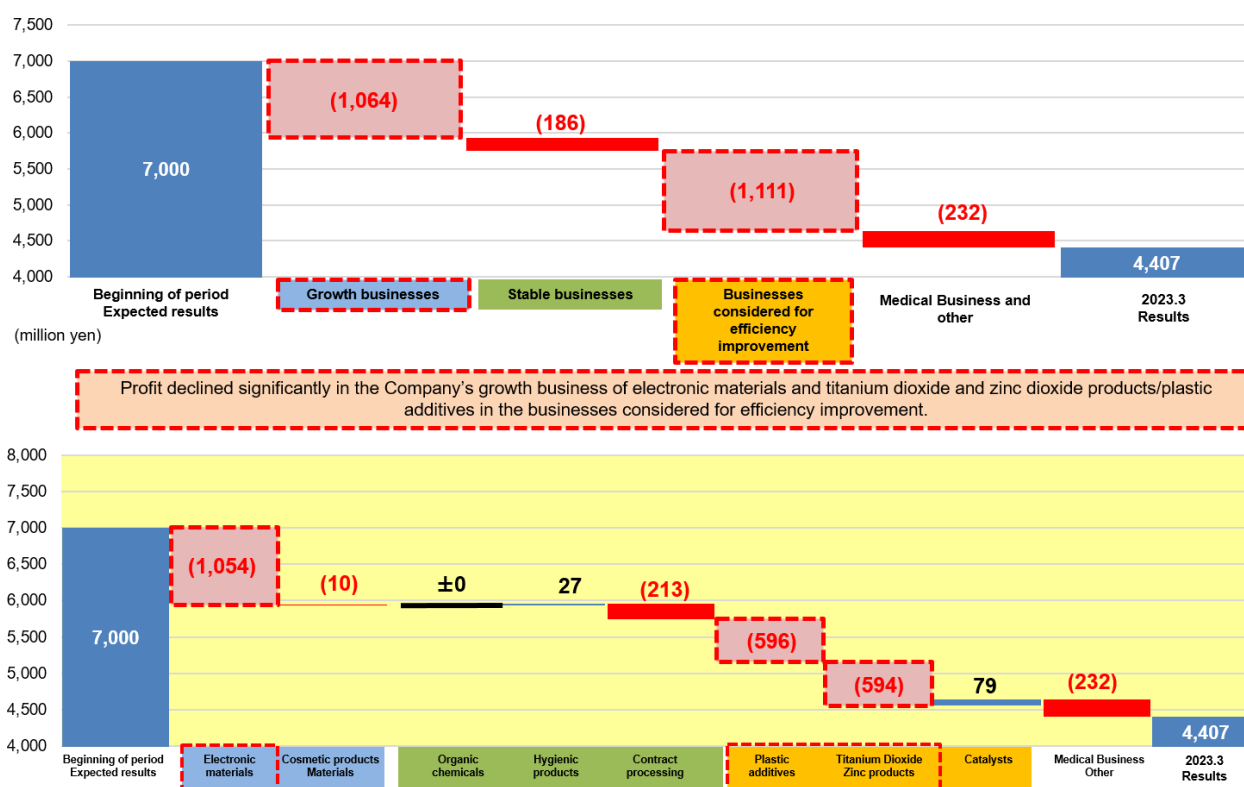 7,500
7,000
6,500
6,000
5,500
5,000
4,500
4,000
7,000
(1,064)
(186)
(1,111)
(232)
4,407
Beginning of period
Expected results
Growth businesses
Stable businesses
Businesses
considered for
efficiency
improvement
Medical Business and
other
2023.3
Results
(million yen)
Profit declined significantly in the Company's growth business of electronic materials and titanium dioxide and zinc dioxide products/plastic
additives in the businesses considered for efficiency improvement.
8,000
7,500
7,000
6,500
6,000
5,500
5,000
4,500
4,000
7,000
(1,054)
(10)
±0
27
(213)
(596)
(594)
79
(232)
4,407
Beginning of period
Expected results
Electronic
materials
Cosmetic products
Materials
Organic
chemicals
Hygienic
products
Contract
processing
Plastic
additives
Titanium Dioxide
Zinc products
Catalysts
Medical Business
Other
2023.3
Results